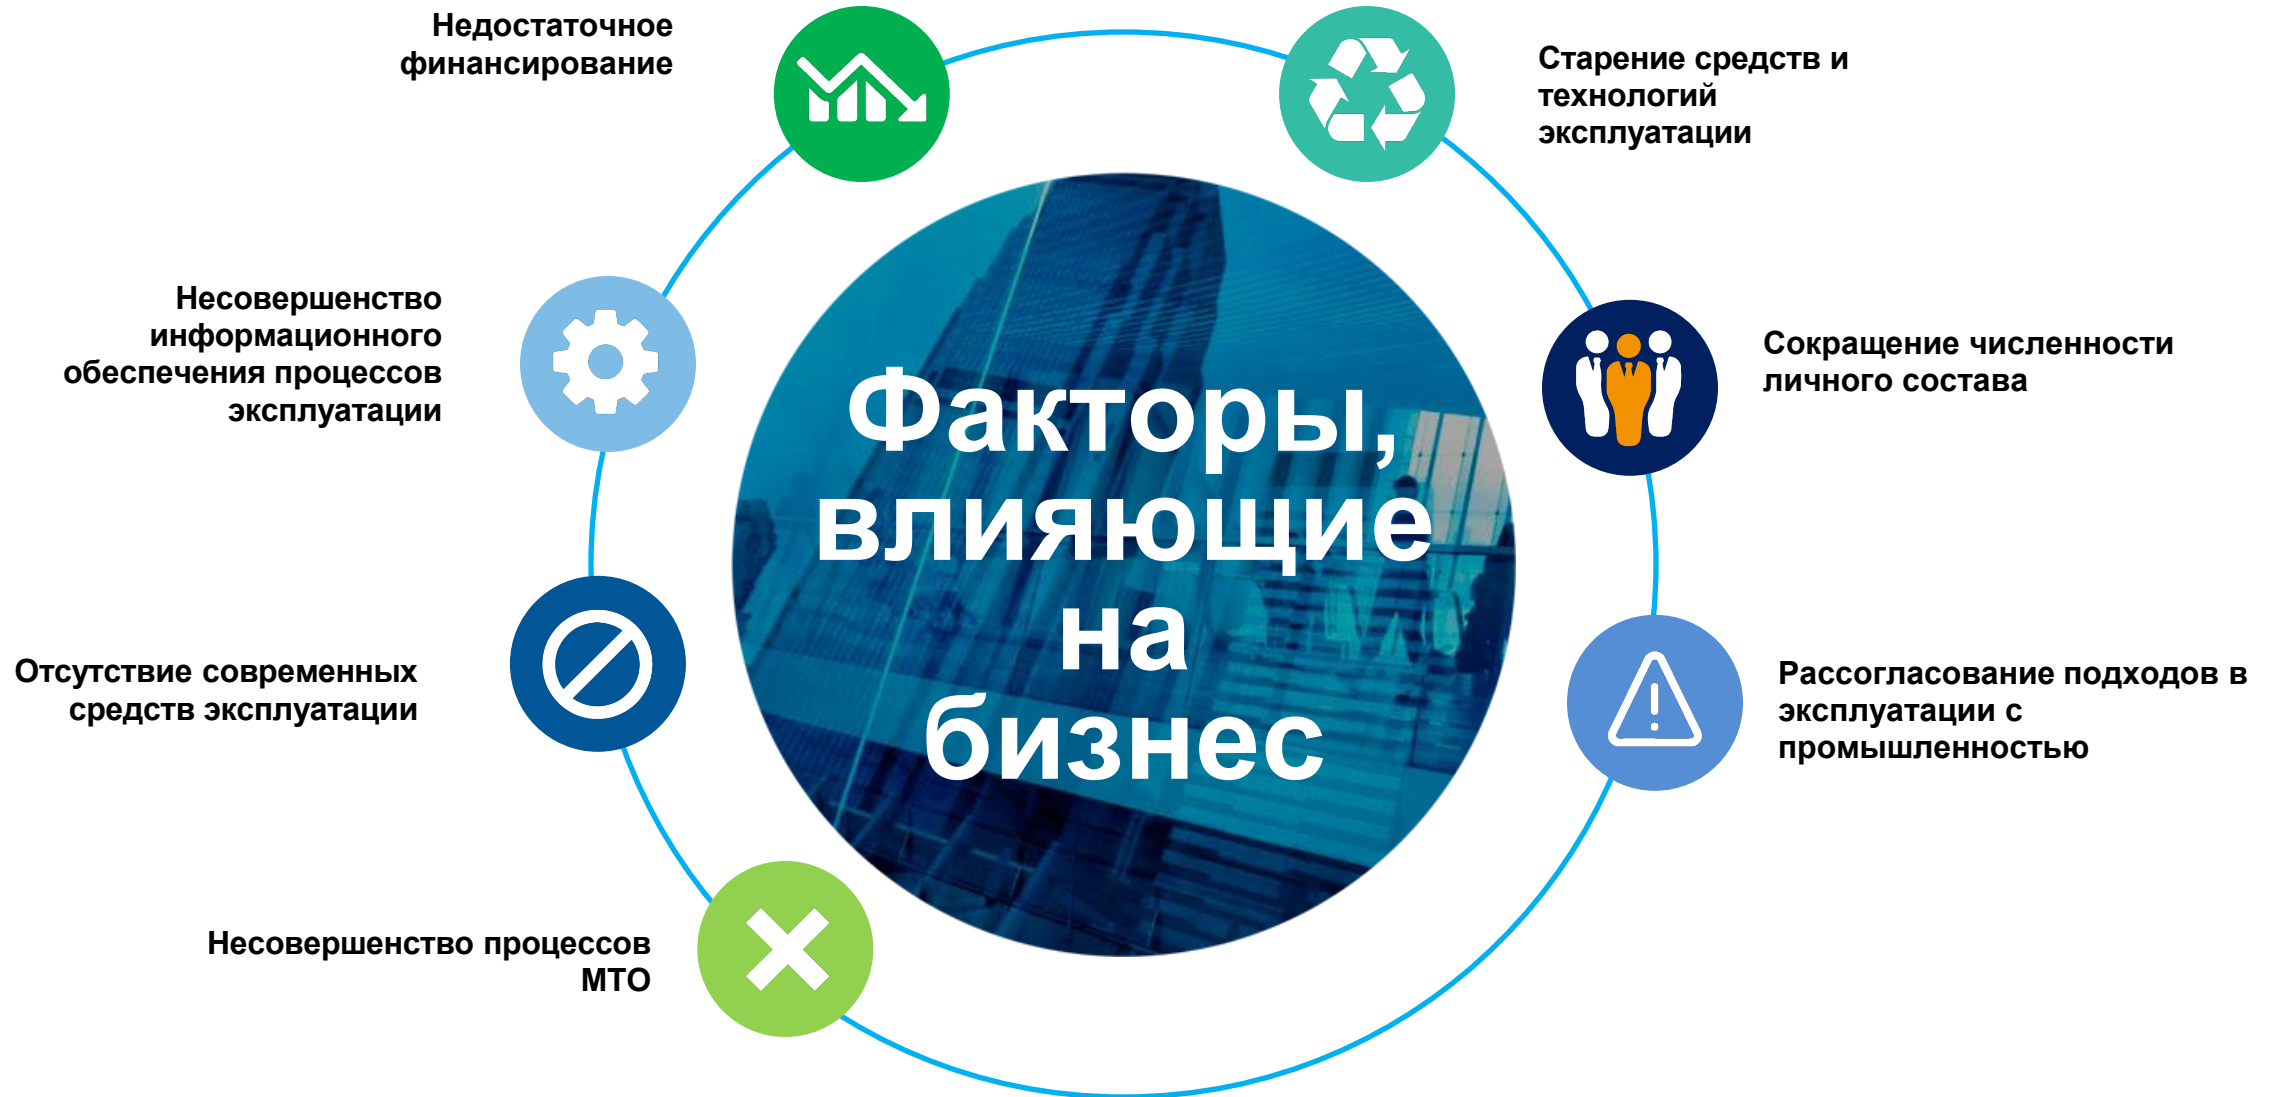 Недостаточное
финансирование
Старение средств и
технологий
эксплуатации
Несовершенство
информационного
обеспечения процессов
эксплуатации
Сокращение численности
личного состава
Факторы,
влияющие
на
бизнес
Отсутствие современных
средств эксплуатации
Рассогласование подходов в
эксплуатации с
промышленностью
Несовершенство процессов
МТО